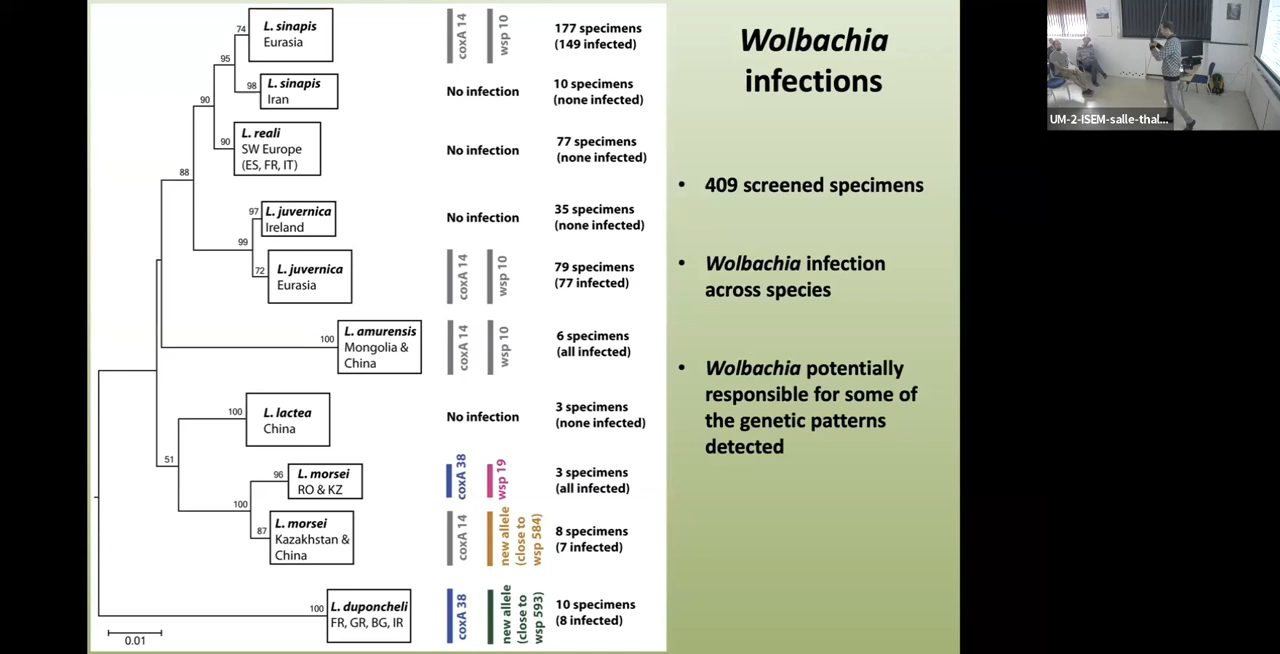 74
L. sinapis
Eurasia
coxA 14
wsp 10
177 specimens
(149 infected)
95
98
L. sinapis
Iran
No infection
10 specimens
(none infected)
90
90
L. reali
SW Europe
(ES, FR, IT)
No infection
77 specimens
(none infected)
88
97
L. juvernica
Ireland
No infection
35 specimens
(none infected)
99
72
L. juvernica
Eurasia
coxA 14
wsp 10
79 specimens
(77 infected)
100
L. amurensis
Mongolia &
China
coxA 14
wsp 10
6 specimens
(all infected)
100
L. lactea
China
No infection
3 specimens
(none infected)
51
96
L. morsei
RO & KZ
coxA 38
wsp 19
3 specimens
(all infected)
100
87
L. morsei
Kazakhstan &
China
coxA 14
new allele
(close to
wsp 584)
8 specimens
(7 infected)
100
L. duponcheli
FR, GR, BG, IR
coxA 38
new allele
(close to
wsp 593)
10 specimens
(8 infected)
0.01
Wolbachia
infections
• 409 screened specimens
• Wolbachia infection
across species
• Wolbachia potentially
responsible for some of
the genetic patterns
detected
UM-2-ISEM-salle-thal...